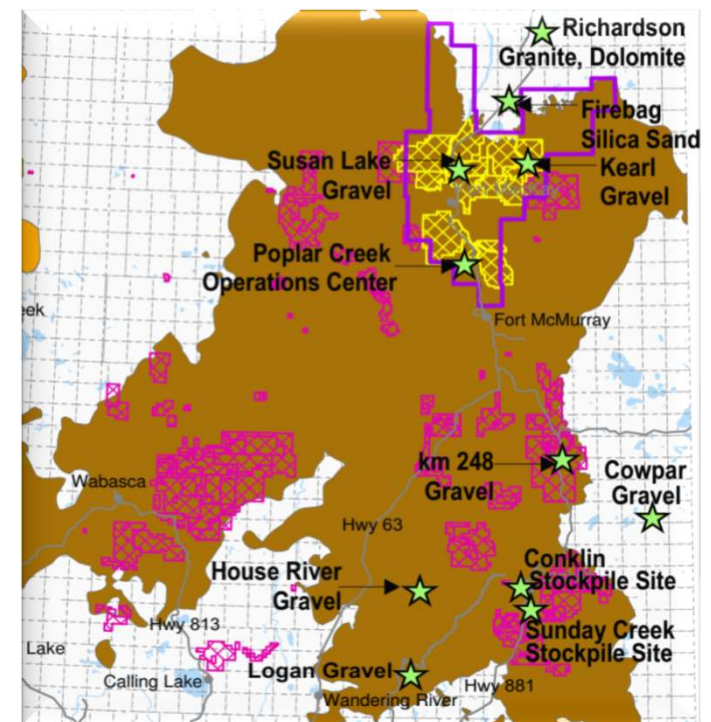 Richardson
Granite, Dolomite
Firebag
Silica Sand
Susan Lake
Gravel
Kearl
Gravel
Poplar Creek
Operations Center
eek
Fort McMurray
km 248
Gravel
Cowpar
Gravel
Wabasca
Hwy 63
House River
Gravel
Conklin
Stockpile Site
Hwy 813
Sunday Creek
Stockpile Site
Lake
Calling Lake
Logan Gravel
Hwy 881
Wandering River